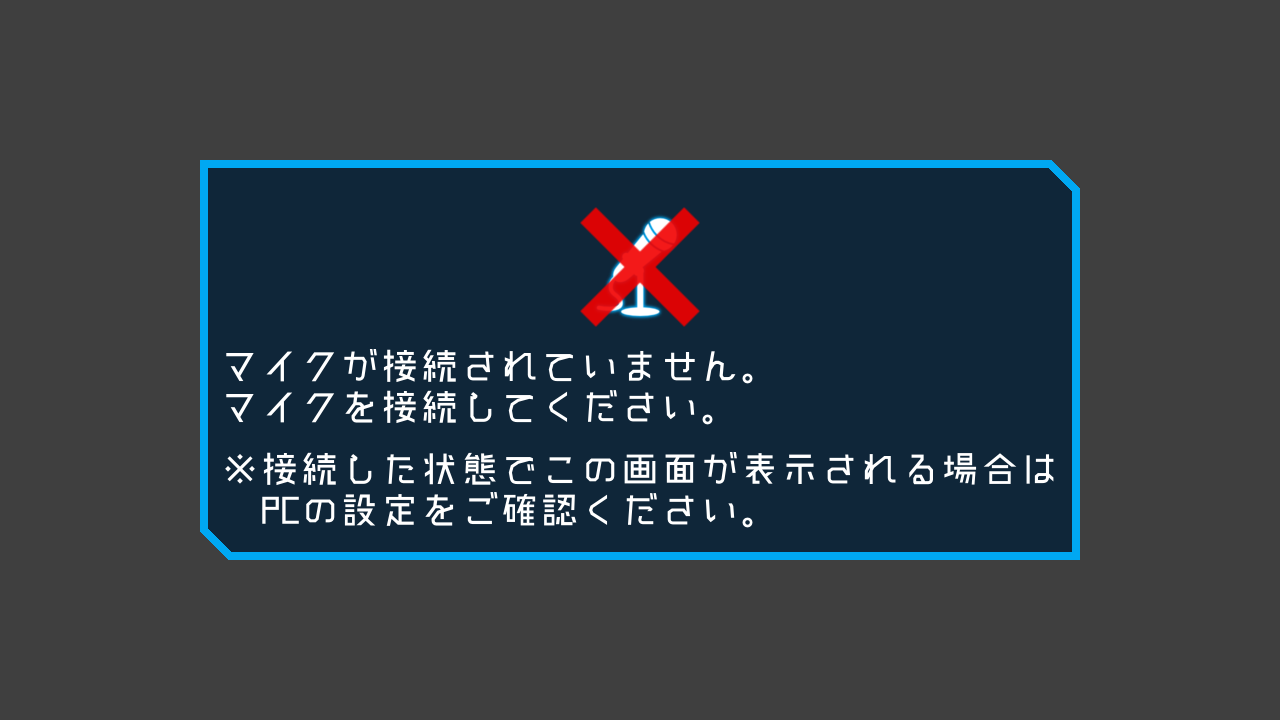 マイクが接続されていません。
マイクを接続してください。
※接続した状態でこの画面が表示される場合は
PCの設定をご確認ください。